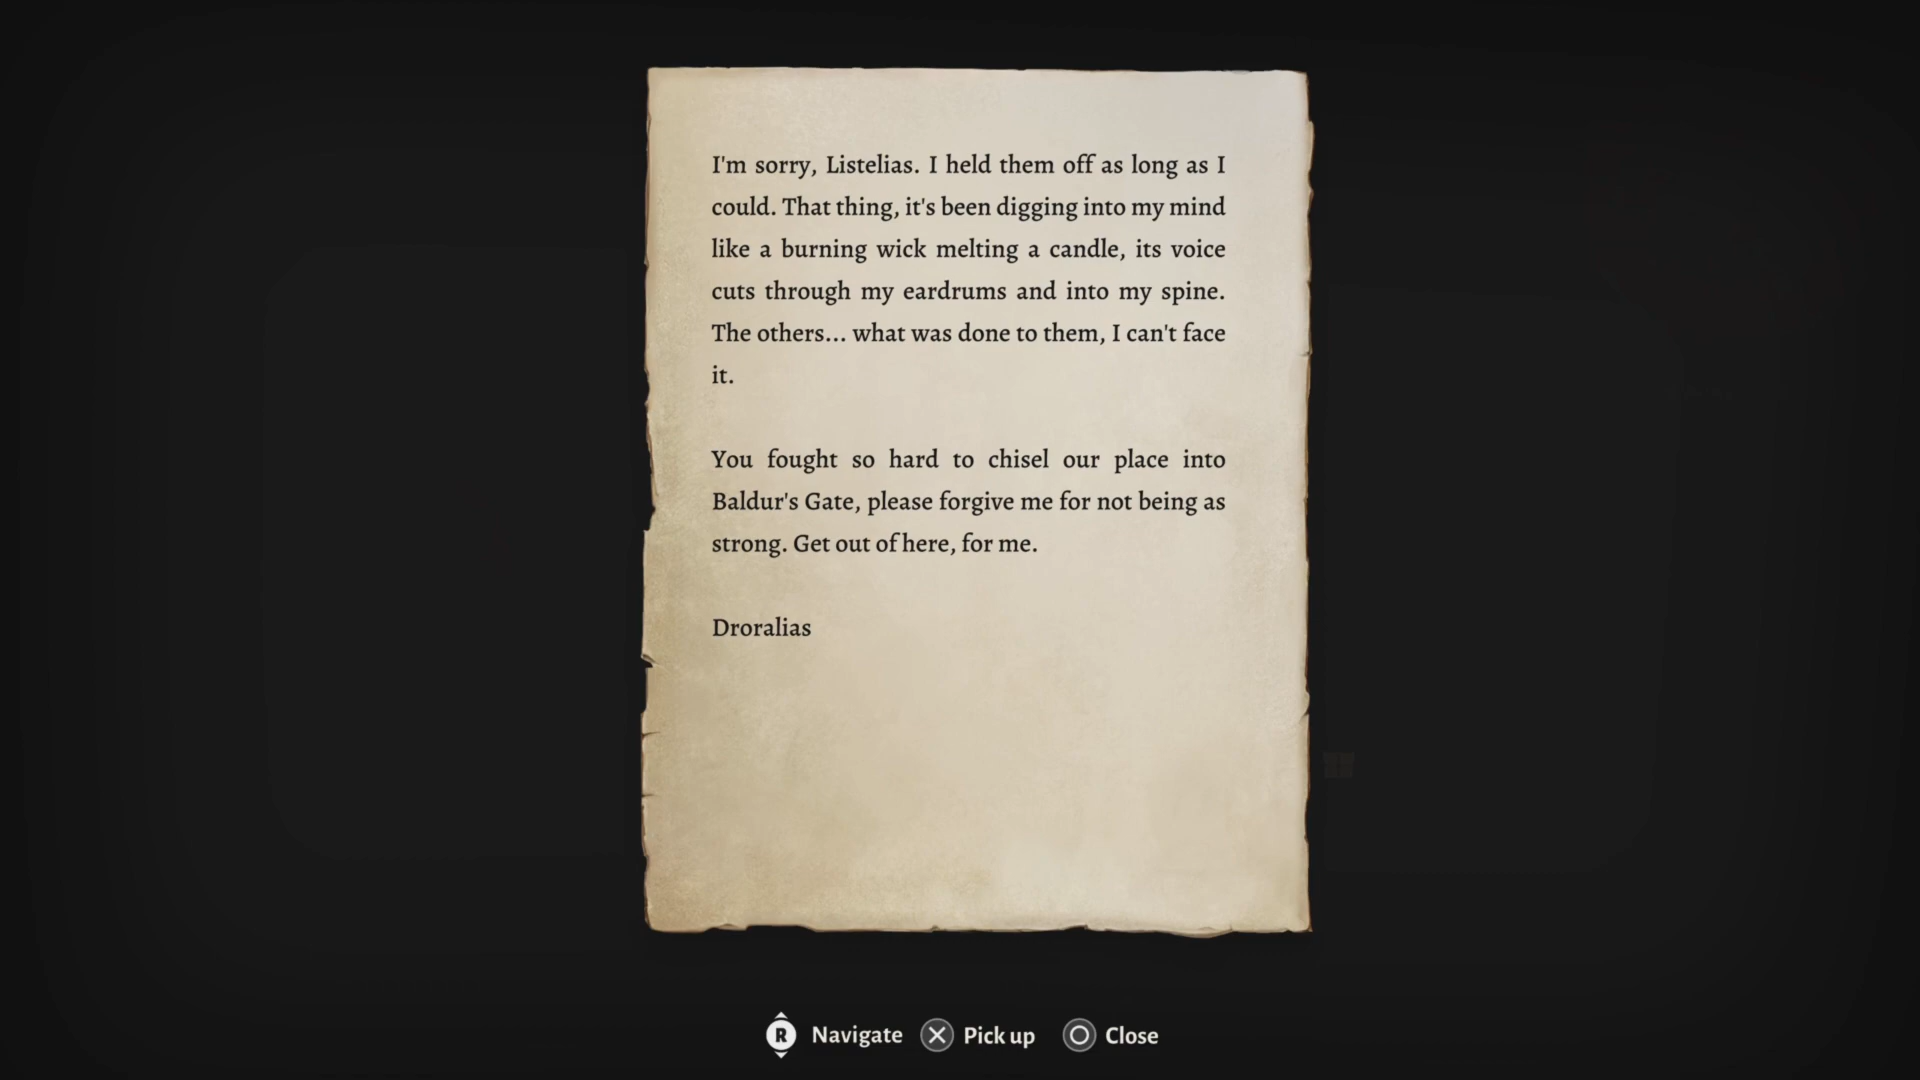 I'm sorry, Listelias. I held them off as long as I
could. That thing, it's been digging into my mind
like a burning wick melting a candle, its voice
cuts through my eardrums and into my spine.
The others... what was done to them, I can't face
it.
You fought so hard to chisel our place into
Baldur's Gate, please forgive me for not being as
strong. Get out of here, for me.
Droralias
R Navigate Pick up Close